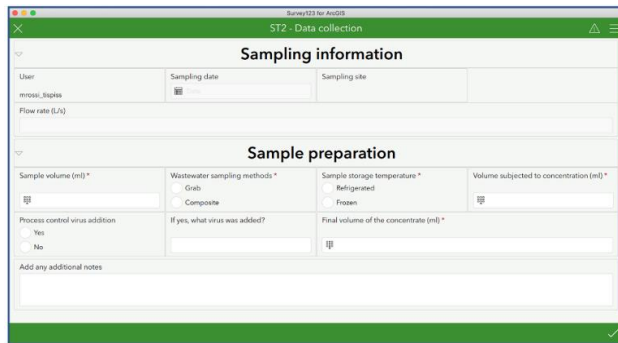 Survey123 for ArcGIS
ST2 - Data collection
Sampling information
User
Sampling date
Sampling site
mrossi_tispiss
Date
Flow rate (L/s)
Sample preparation
Sample volume (ml) *
Wastewater sampling methods *
Sample storage temperature *
Volume subjected to concentration (ml) *
Grab
Refrigerated
Composite
Frozen
Process control virus addition
If yes, what virus was added?
Final volume of the concentrate (ml) *
Yes
No
Add any additional notes